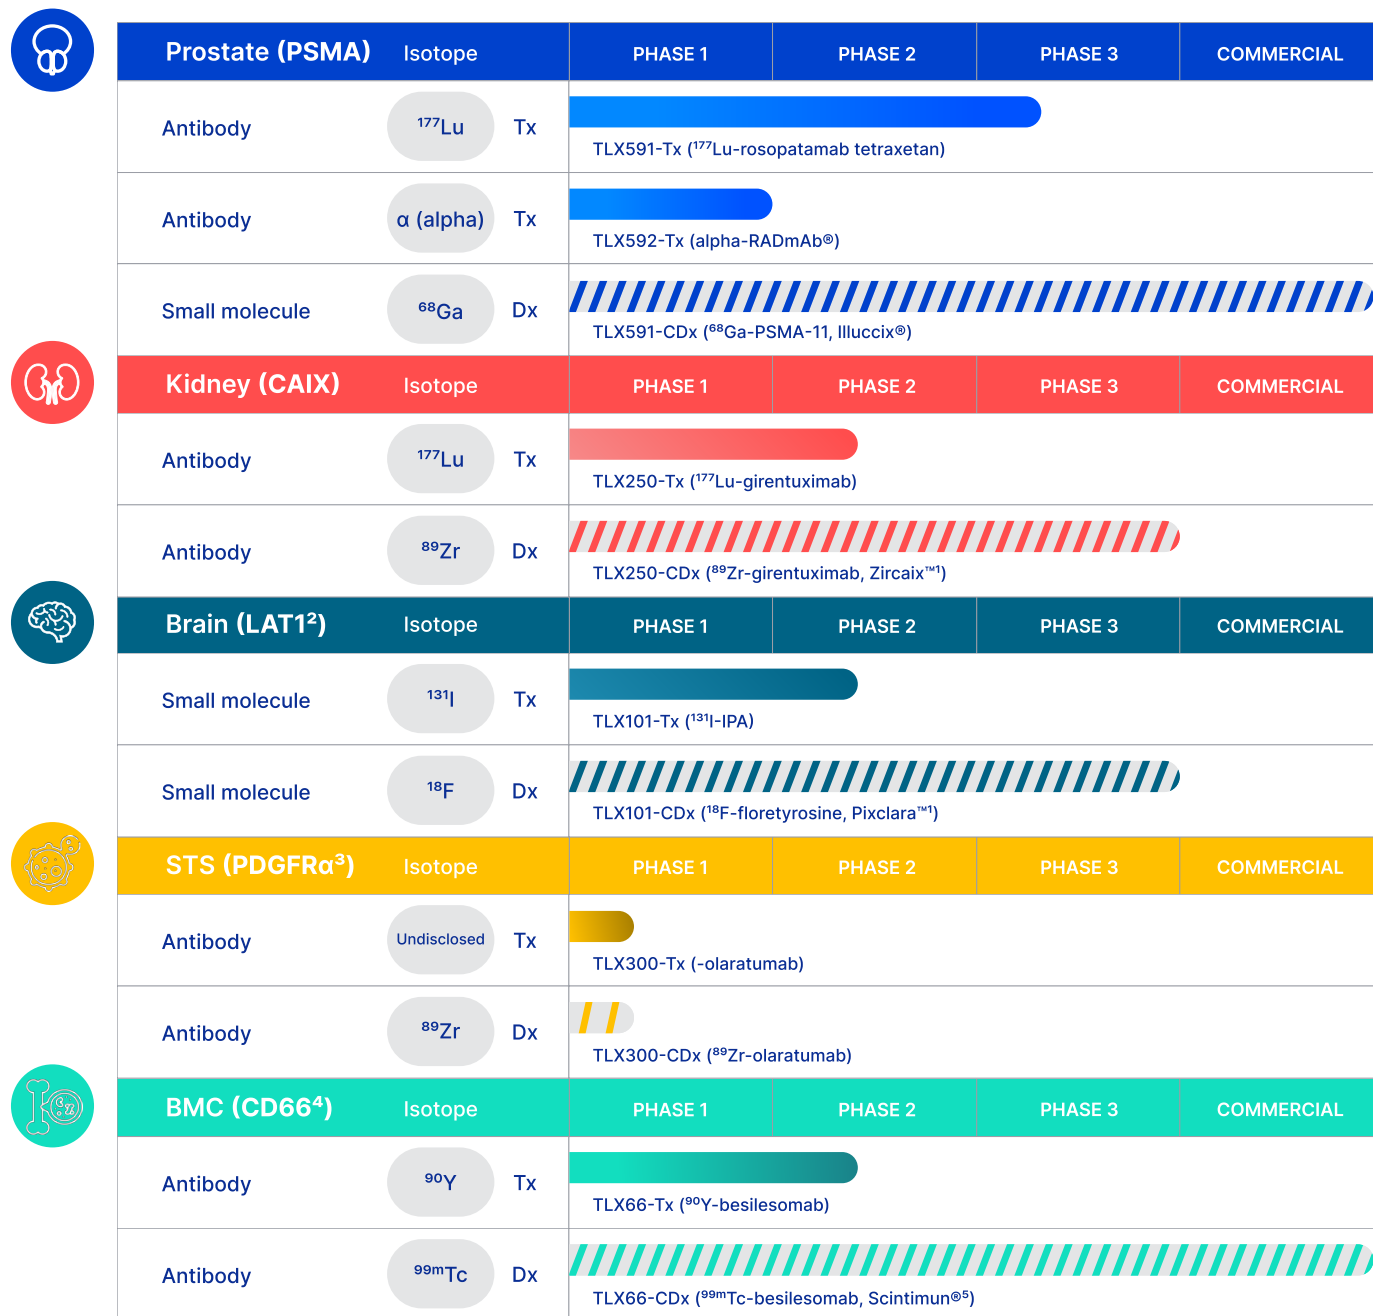 Prostate (PSMA) Isotope PHASE 1 PHASE 2 PHASE 3 COMMERCIAL
Antibody ¹⁷⁷Lu Tx
TLX591-Tx (¹⁷⁷Lu-rosopatamab tetraxetan)
Antibody α (alpha) Tx
TLX592-Tx (alpha-RADmAb®)
Small molecule ⁶⁸Ga Dx
TLX591-CDx (⁶⁸Ga-PSMA-11, Illuccix®)
Kidney (CAIX) Isotope PHASE 1 PHASE 2 PHASE 3 COMMERCIAL
Antibody ¹⁷⁷Lu Tx
TLX250-Tx (¹⁷⁷Lu-girentuximab)
Antibody ⁸⁹Zr Dx
TLX250-CDx (⁸⁹Zr-girentuximab, Zircaix™¹)
Brain (LAT1²) Isotope PHASE 1 PHASE 2 PHASE 3 COMMERCIAL
Small molecule ¹³¹I Tx
TLX101-Tx (¹³¹I-IPA)
Small molecule ¹⁸F Dx
TLX101-CDx (¹⁸F-floretyrosine, Pixclara™¹)
STS (PDGFRα³) Isotope PHASE 1 PHASE 2 PHASE 3 COMMERCIAL
Antibody Undisclosed Tx
TLX300-Tx (-olaratumab)
Antibody ⁸⁹Zr Dx
TLX300-CDx (⁸⁹Zr-olaratumab)
BMC (CD66⁴) Isotope PHASE 1 PHASE 2 PHASE 3 COMMERCIAL
Antibody ⁹⁰Y Tx
TLX66-Tx (⁹⁰Y-besilesomab)
Antibody ⁹⁹ᵐTc Dx
TLX66-CDx (⁹⁹ᵐTc-besilesomab, Scintimun®⁵)